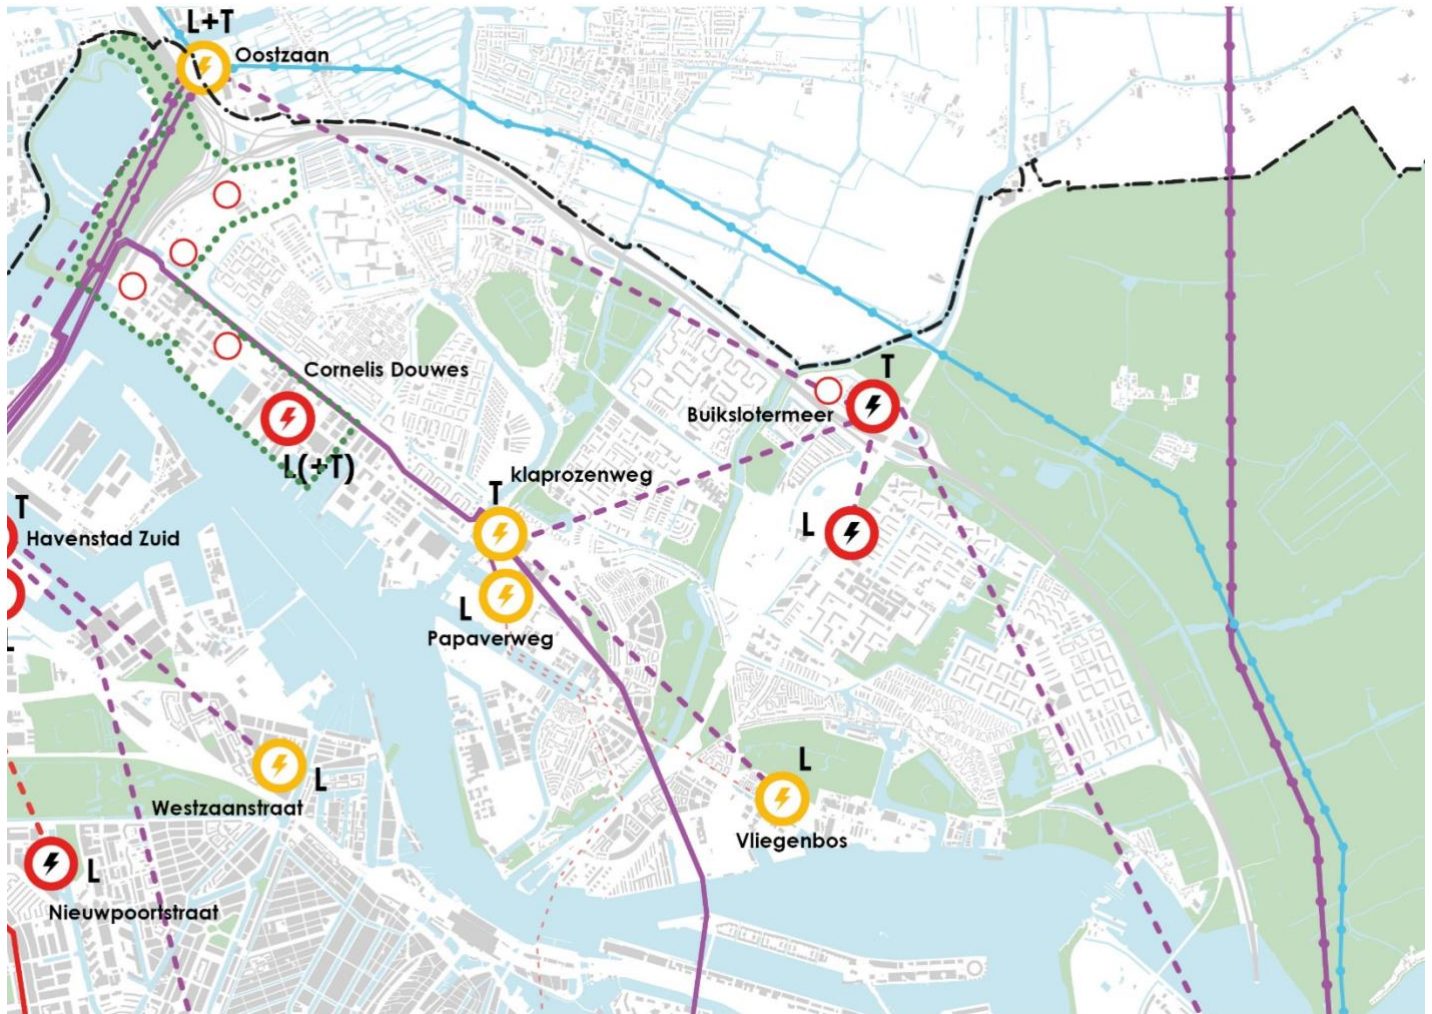 L+T
Oostzaan
Cornelis Douwes
L(+T)
T
Buikslotermeer
klaprozenweg
T
L
T
Havenstad Zuid
L
Papaverweg
L
Westzaanstraat
L
Vliegenbos
L
Nieuwpoortstraat